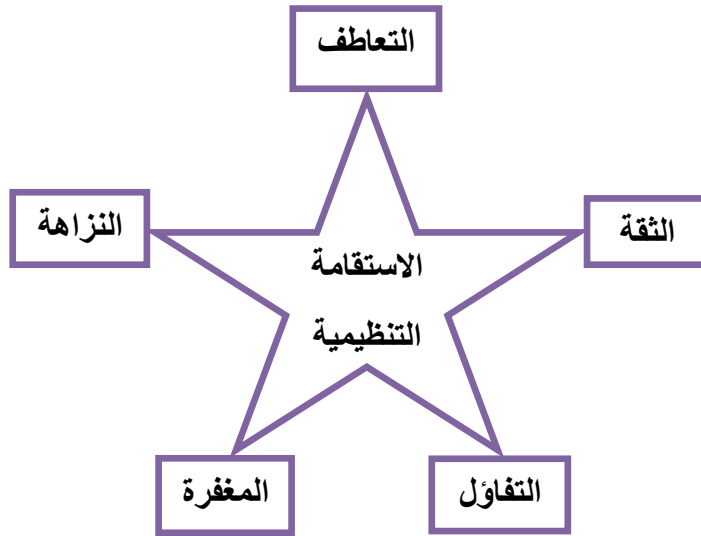 التعاطف
الثقة
النزاهة
الاستقامة
التنظيمية
التفاؤل
المغفرة